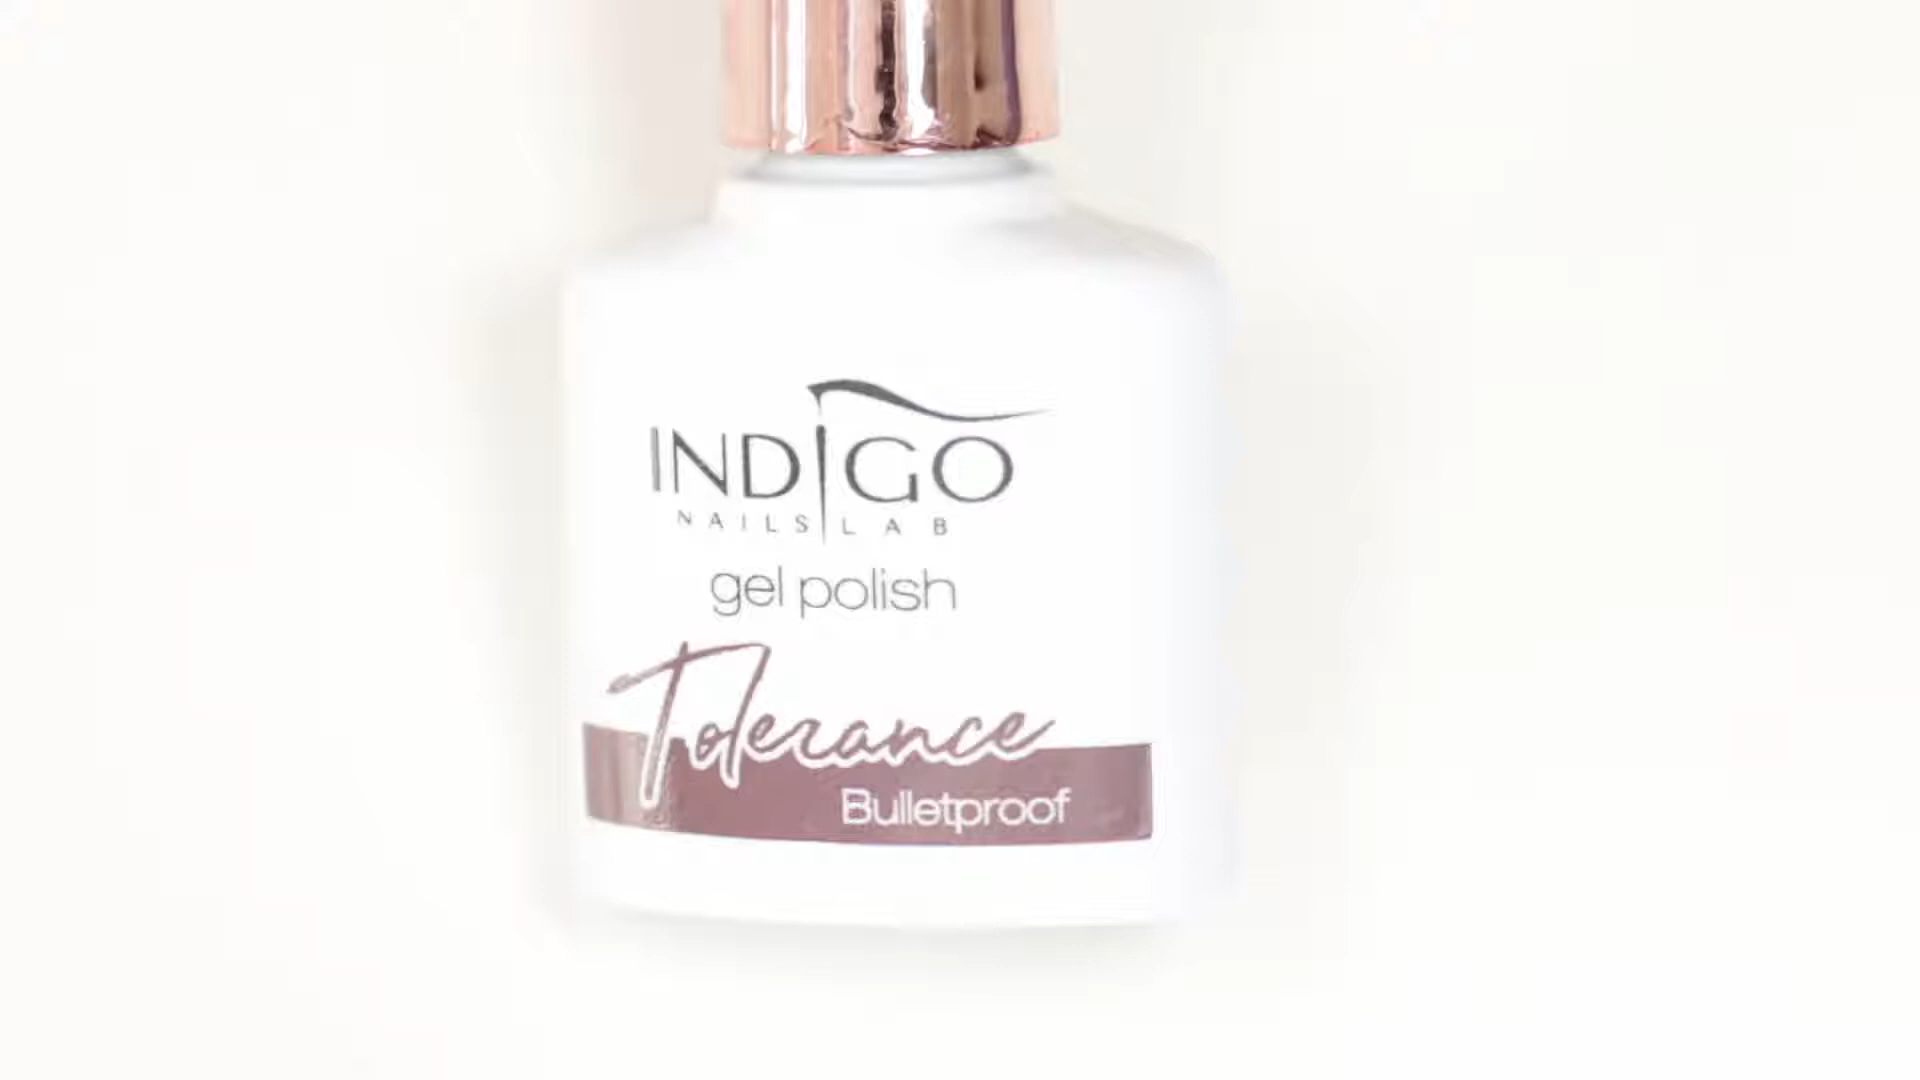 INDIGO
NAILS LAB
gel polish
Tolerance
Bulletproof